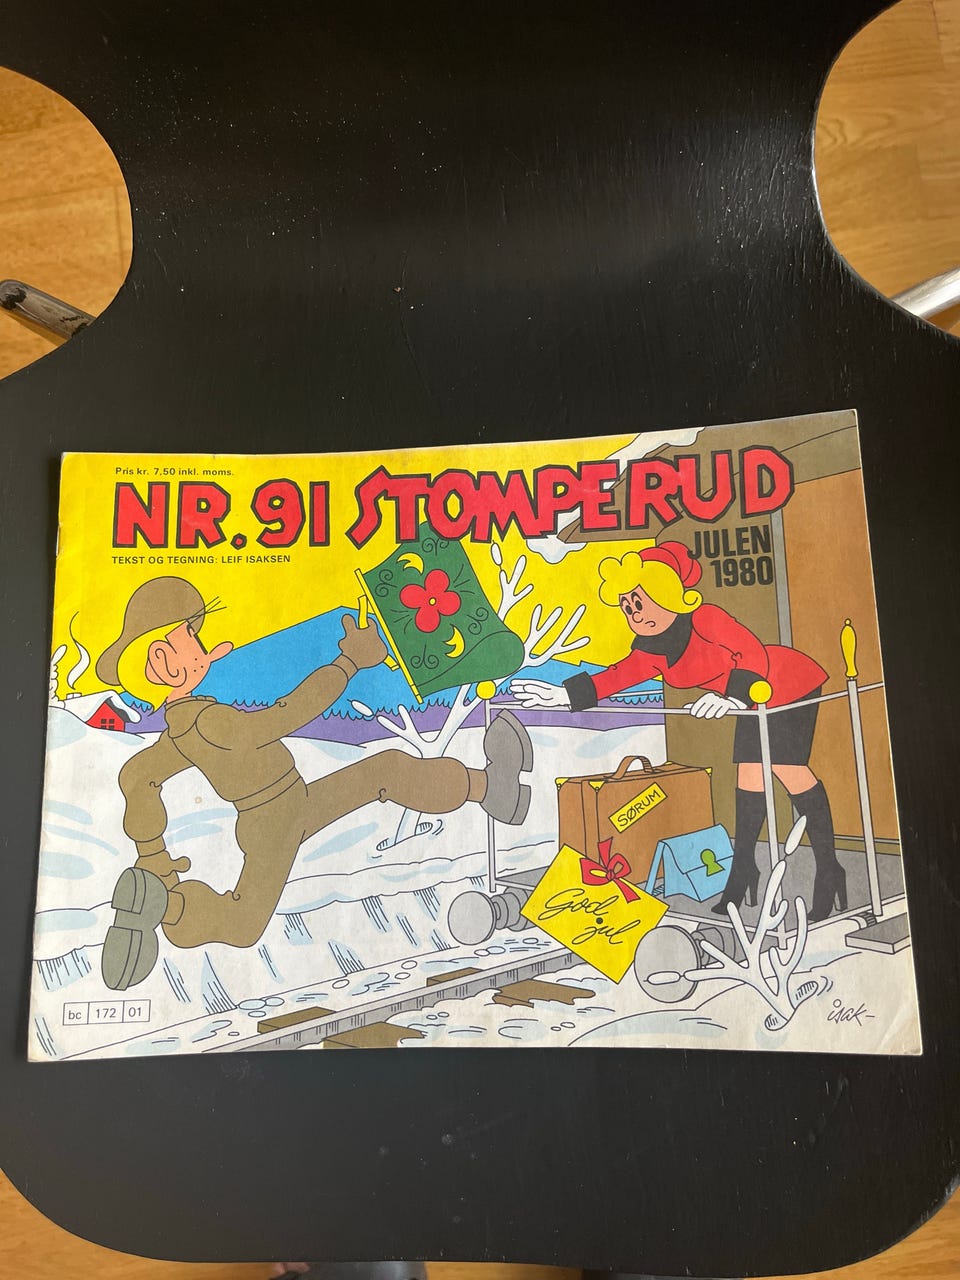 Pris kr. 7,50 inkl. moms.
NR. 91 STOMPERUD
TEKST OG TEGNING: LEIF ISAKSEN
JULEN
1980
SØRUM
God
jul
bc 172 01
isak-